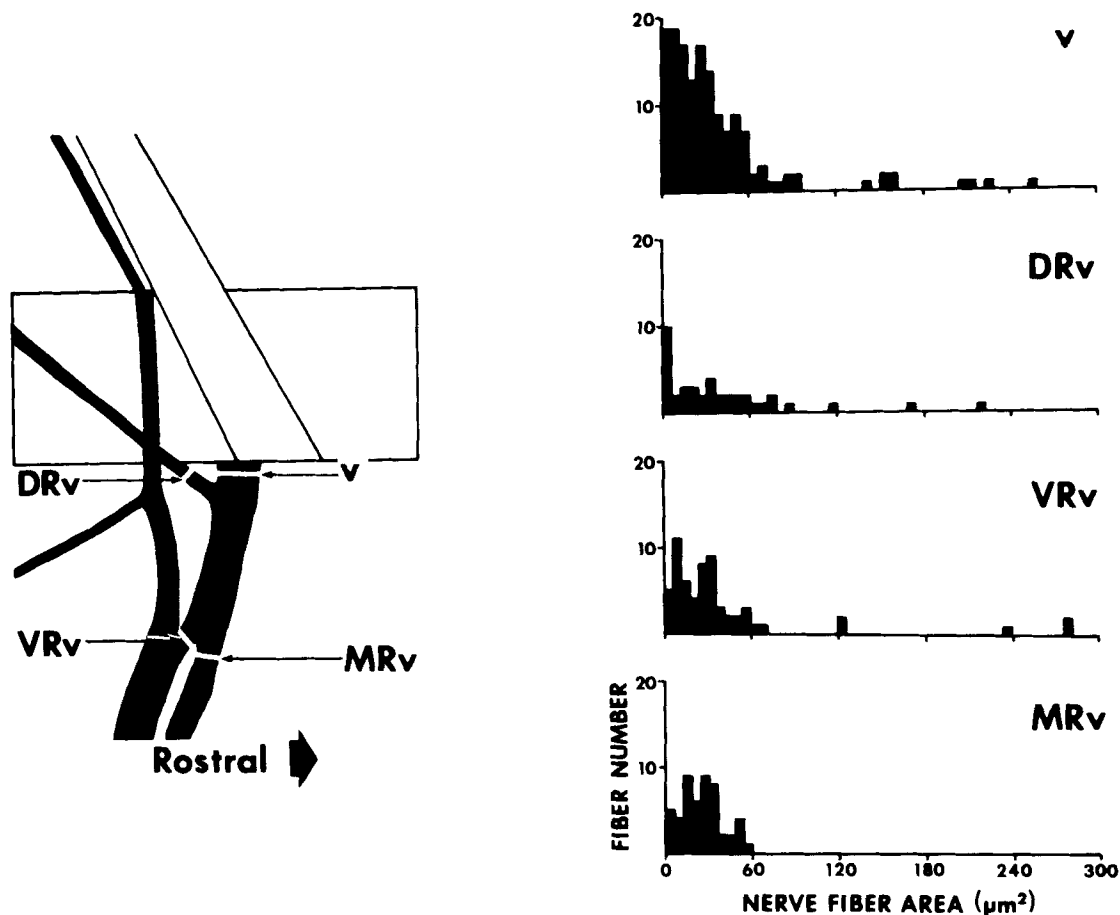 DRv
v
VRv
MRv
Rostral
20
10
v
20
10
DRv
20
10
VRv
20
10
MRv
FIBER NUMBER
0 60 120 180 240 300
NERVE FIBER AREA (µm²)